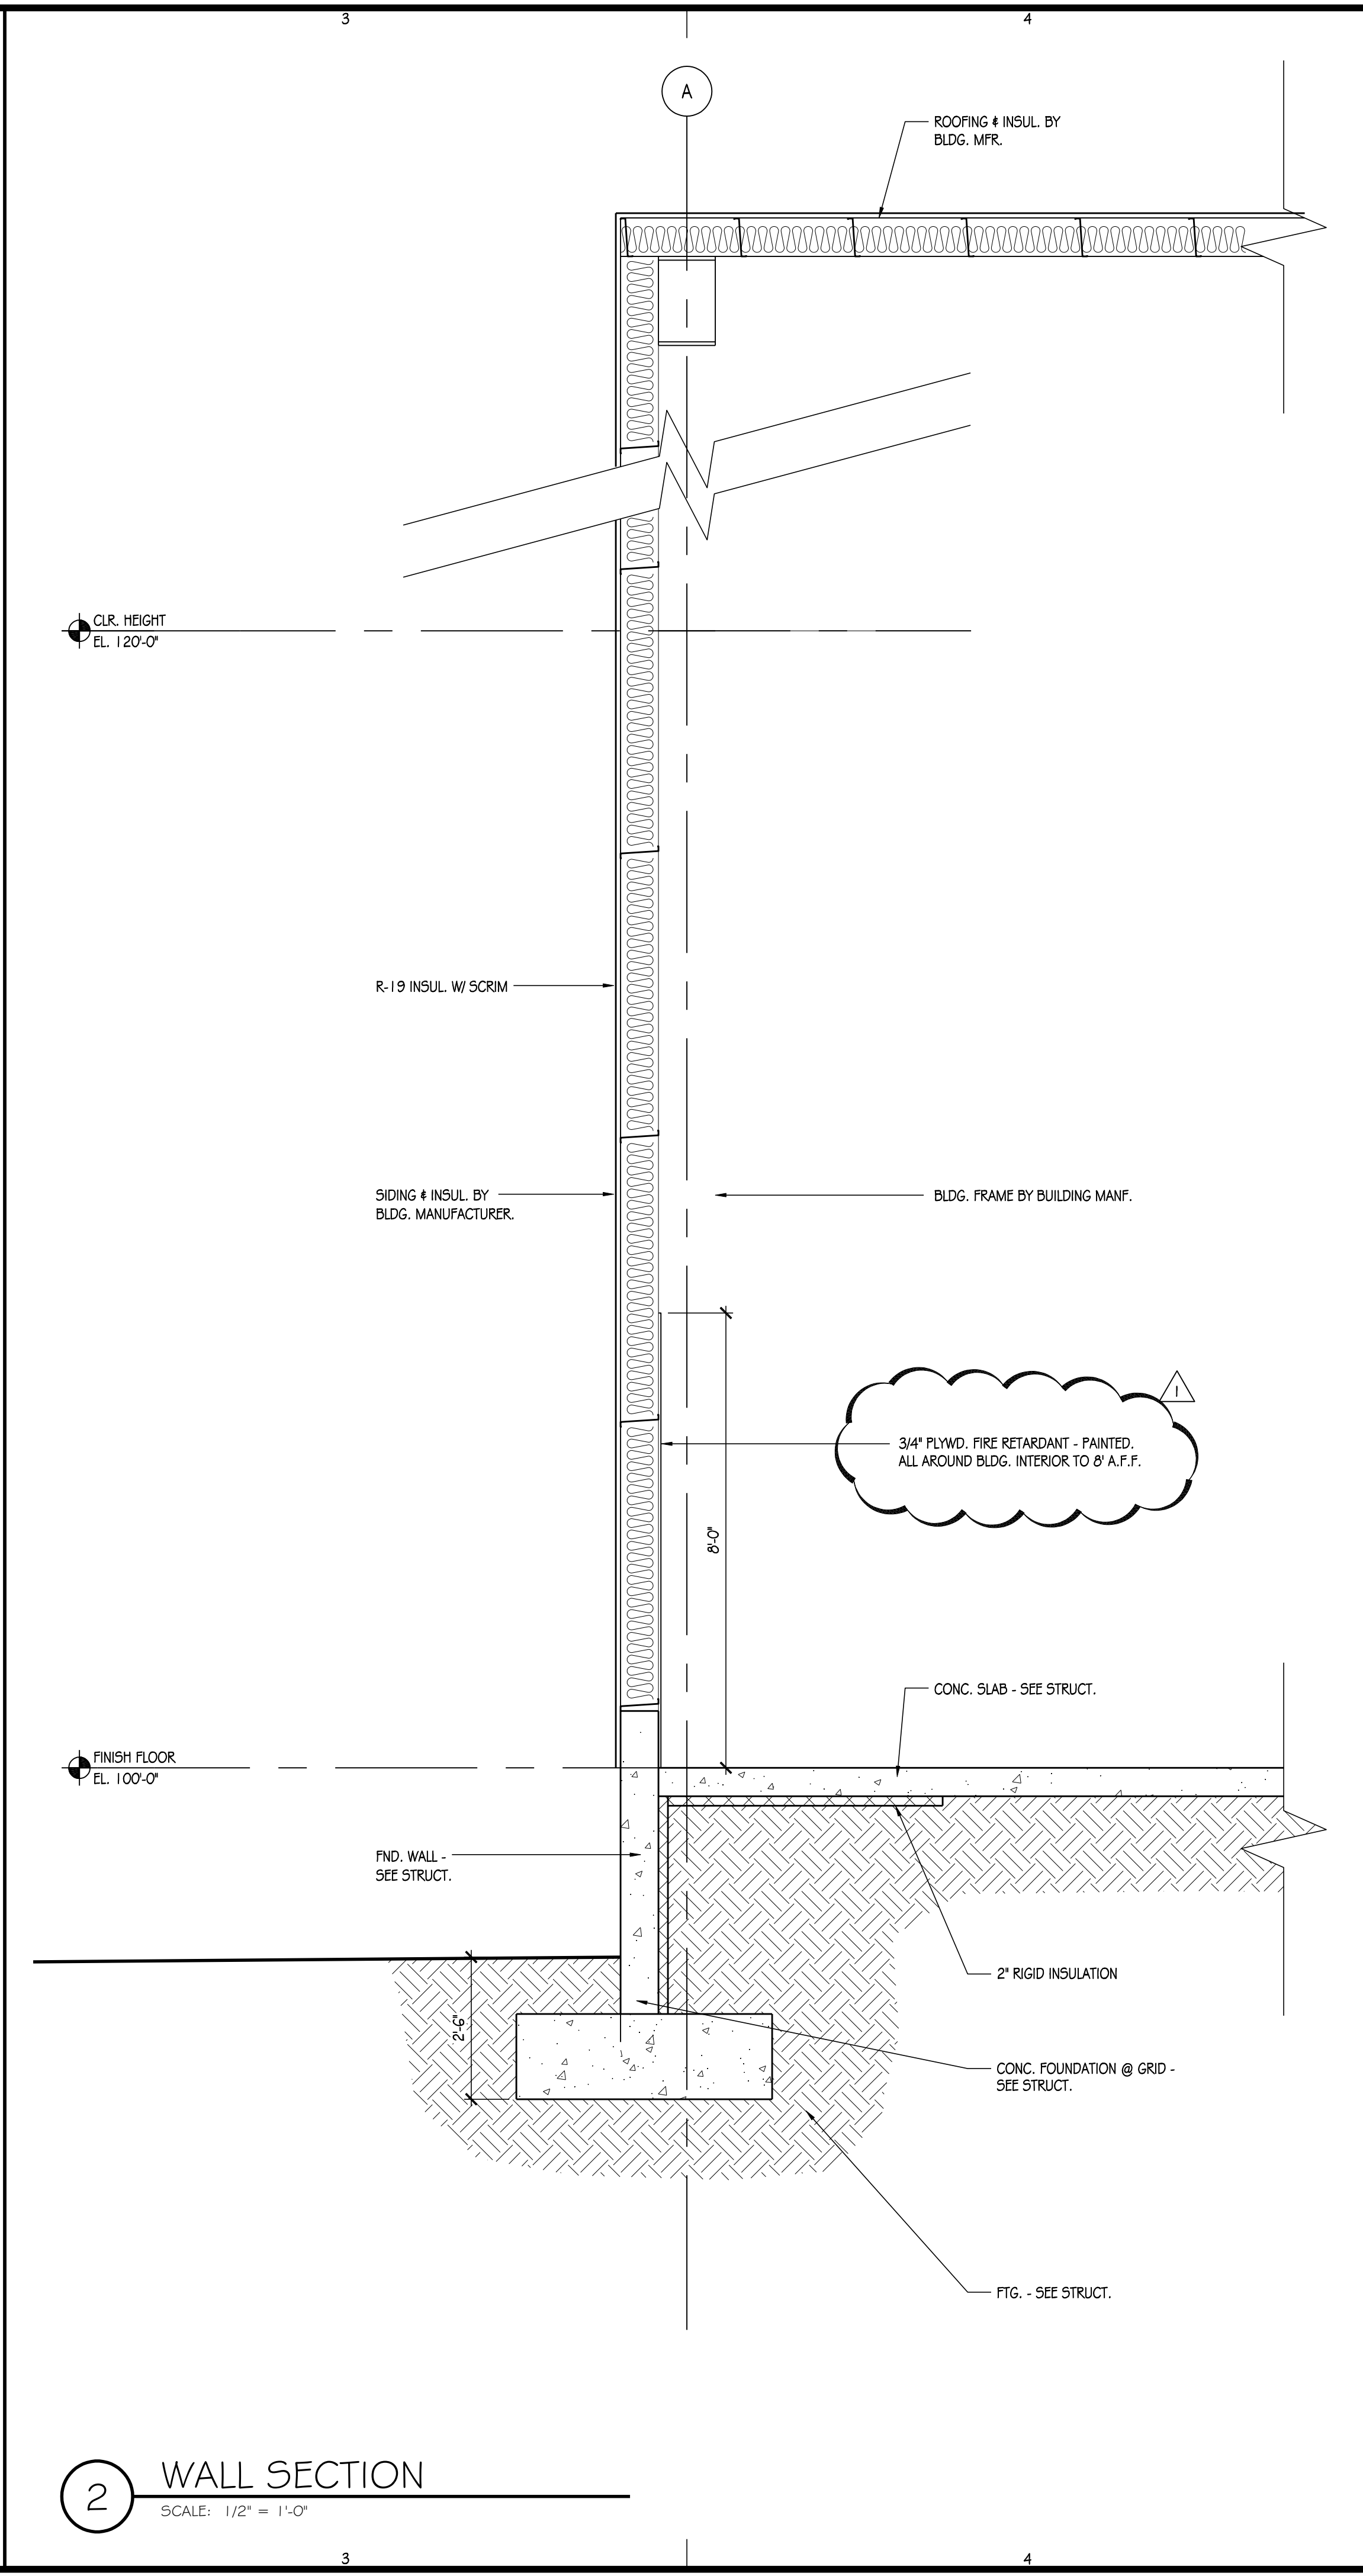 3
4
A
ROOFING & INSUL. BY
BLDG. MFR.
CLR. HEIGHT
EL. 120'-0"
R-19 INSUL. W/ SCRIM
SIDING & INSUL. BY
BLDG. MANUFACTURER.
BLDG. FRAME BY BUILDING MANF.
1
3/4" PLYWD. FIRE RETARDANT - PAINTED.
ALL AROUND BLDG. INTERIOR TO 8' A.F.F.
8'-0"
CONC. SLAB - SEE STRUCT.
FINISH FLOOR
EL. 100'-0"
FND. WALL -
SEE STRUCT.
2" RIGID INSULATION
2'-6"
CONC. FOUNDATION @ GRID -
SEE STRUCT.
FTG. - SEE STRUCT.
2
WALL SECTION
SCALE: 1/2" = 1'-0"
3
4